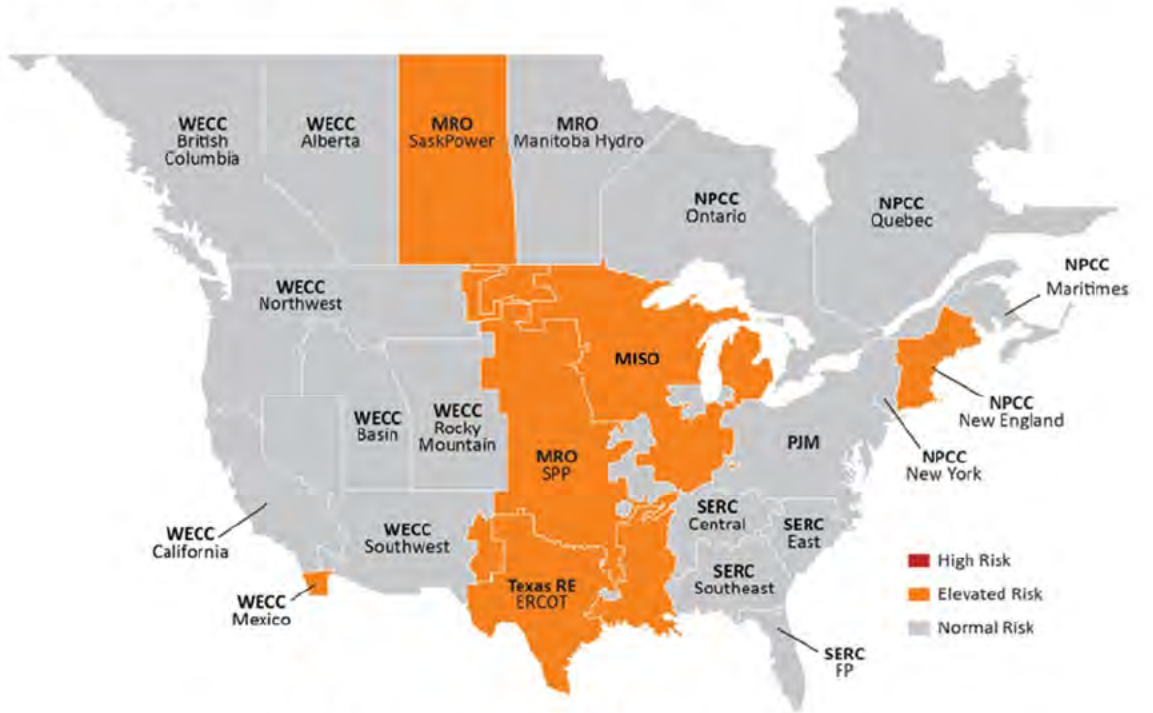 WECC
British
Columbia
WECC
Alberta
MRO
SaskPower
MRO
Manitoba Hydro
NPCC
Ontario
NPCC
Quebec
NPCC
Maritimes
WECC
Northwest
MISO
WECC
Basin
WECC
Rocky
Mountain
MRO
SPP
PJM
NPCC
New England
NPCC
New York
WECC
California
WECC
Southwest
SERC
Central
SERC
East
WECC
Mexico
Texas RE
ERCOT
SERC
Southeast
SERC
FP
High Risk
Elevated Risk
Normal Risk